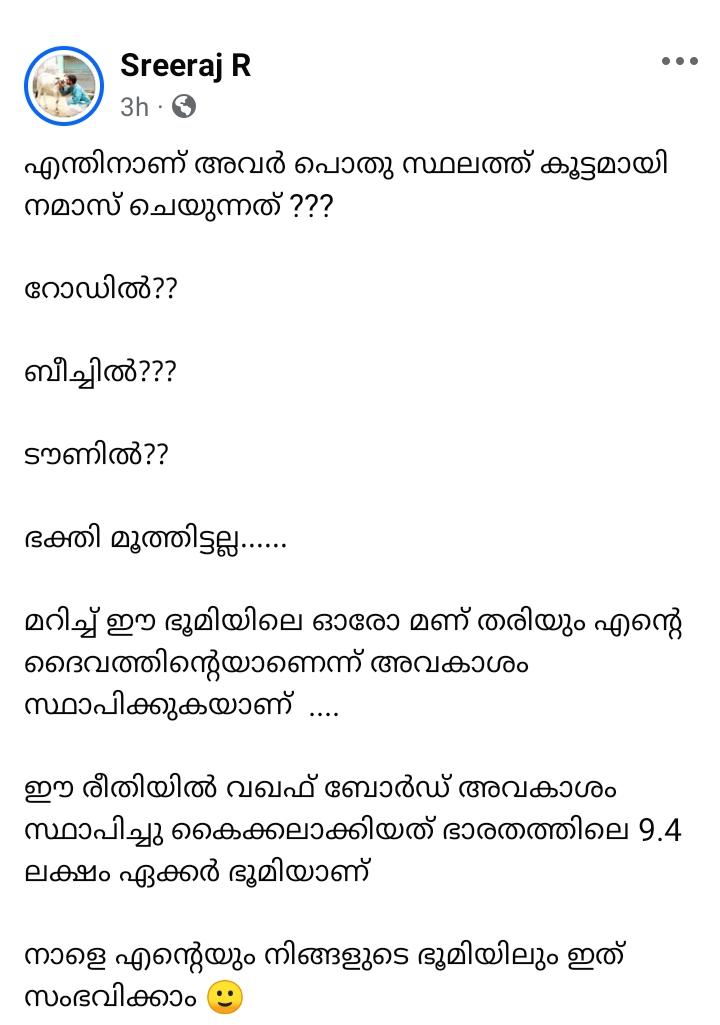 Sreeraj R
3h ·
എന്തിനാണ് അവർ പൊതു സ്ഥലത്ത് കൂട്ടമായി
നമാസ് ചെയുന്നത് ???
റോഡിൽ??
ബീച്ചിൽ???
ടൗണിൽ??
ഭക്തി മൂത്തിട്ടല്ല......
മറിച്ച് ഈ ഭൂമിയിലെ ഓരോ മണ് തരിയും എന്റെ
ദൈവത്തിന്റെയാണെന്ന് അവകാശം
സ്ഥാപിക്കുകയാണ് ....
ഈ രീതിയിൽ വഖഫ് ബോർഡ് അവകാശം
സ്ഥാപിച്ചു കൈക്കലാക്കിയത് ഭാരതത്തിലെ 9.4
ലക്ഷം ഏക്കർ ഭൂമിയാണ്
നാളെ എന്റെയും നിങ്ങളുടെ ഭൂമിയിലും ഇത്
സംഭവിക്കാം 🙂